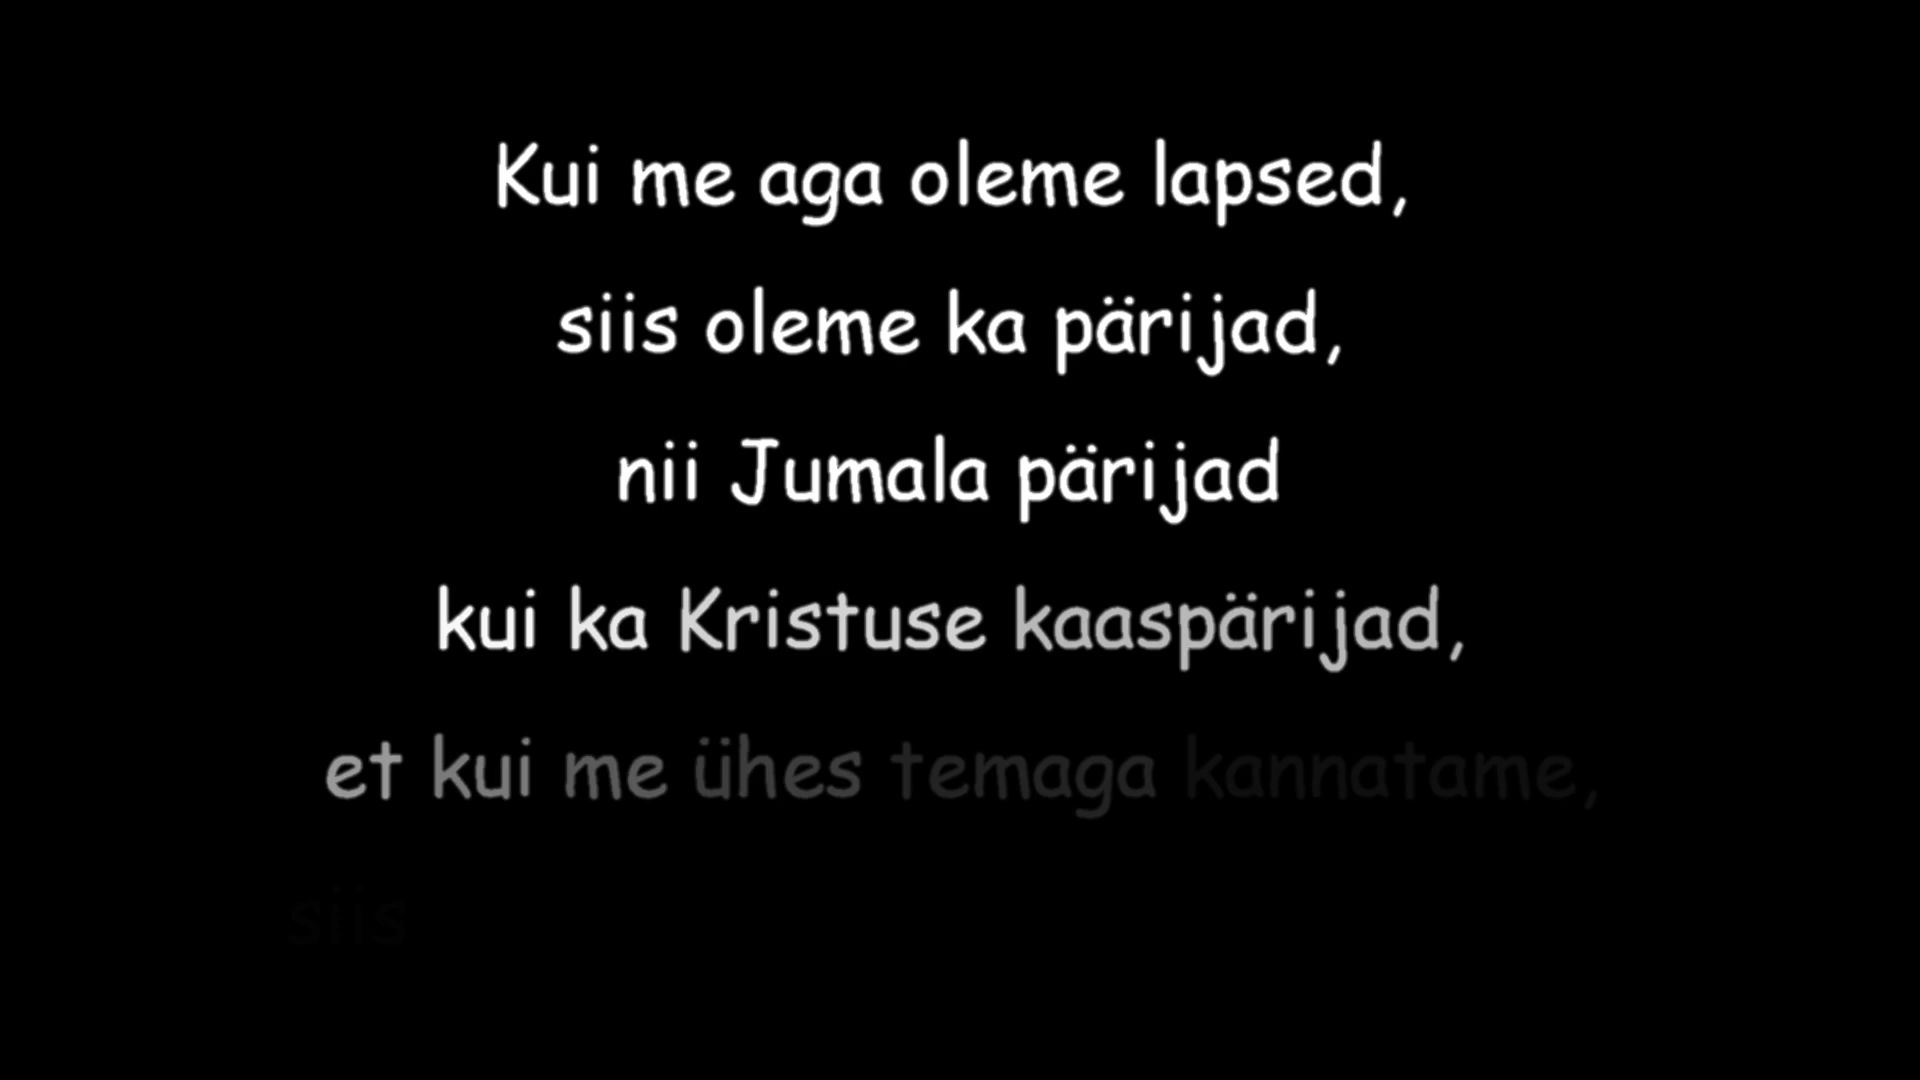 Kui me aga oleme lapsed,
siis oleme ka pärijad,
nii Jumala pärijad
kui ka Kristuse kaaspärijad,
et kui me ühes temaga kannatame,
siis